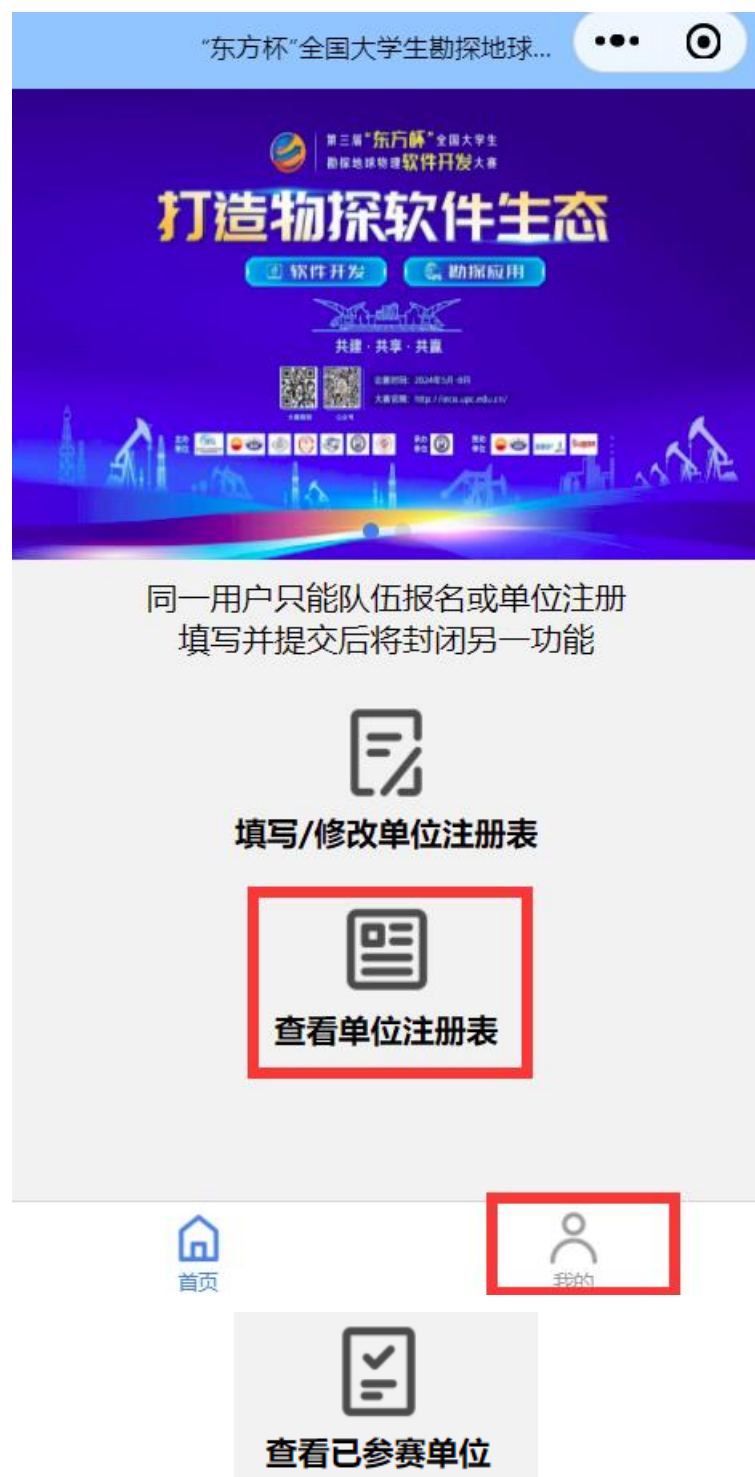 “东方杯”全国大学生勘探地球...
第三届“东方杯”全国大学生
勘探地球物理软件开发大赛
打造物探软件生态
软件开发
勘探应用
共建·共享·共赢
同一用户只能队伍报名或单位注册
填写并提交后将封闭另一功能
填写/修改单位注册表
查看单位注册表
首页
我的
查看已参赛单位